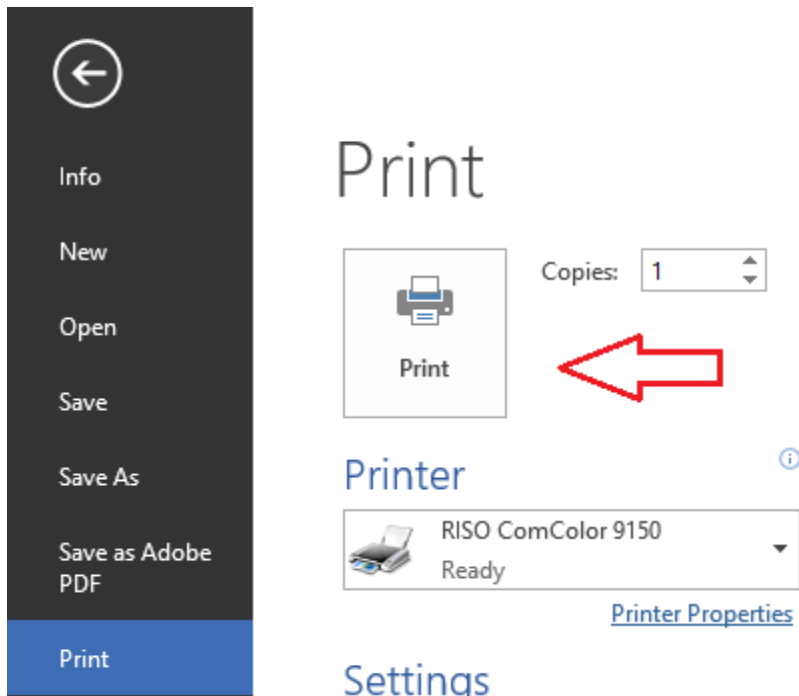 Info
New
Open
Save
Save As
Save as Adobe
PDF
Print
Print
Copies: 1
Print
Printer
RISO ComColor 9150
Ready
Printer Properties
Settings